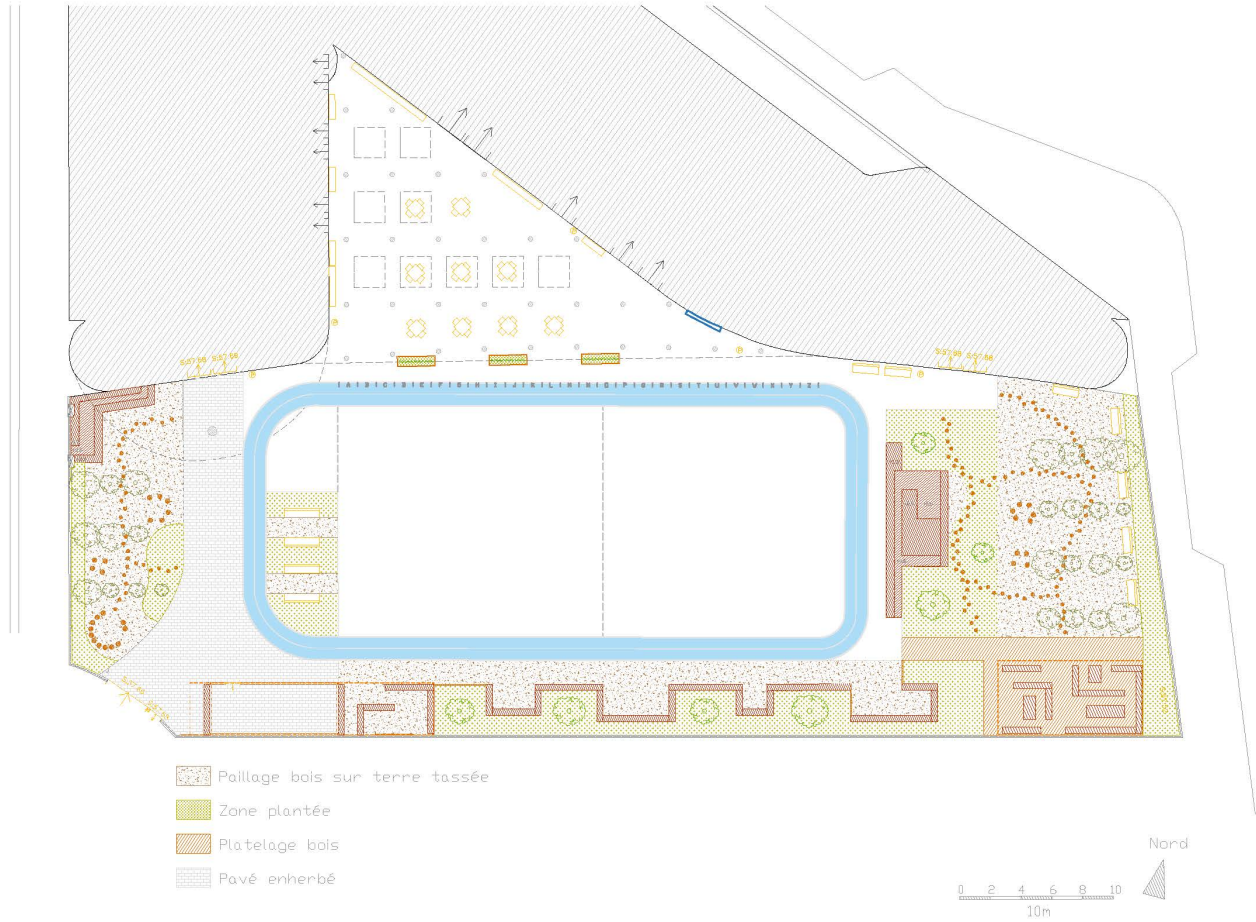 Paillage bois sur terre tassée
Zone plantée
Platelage bois
Pavé enherbé
Nord
0 2 4 6 8 10
10m